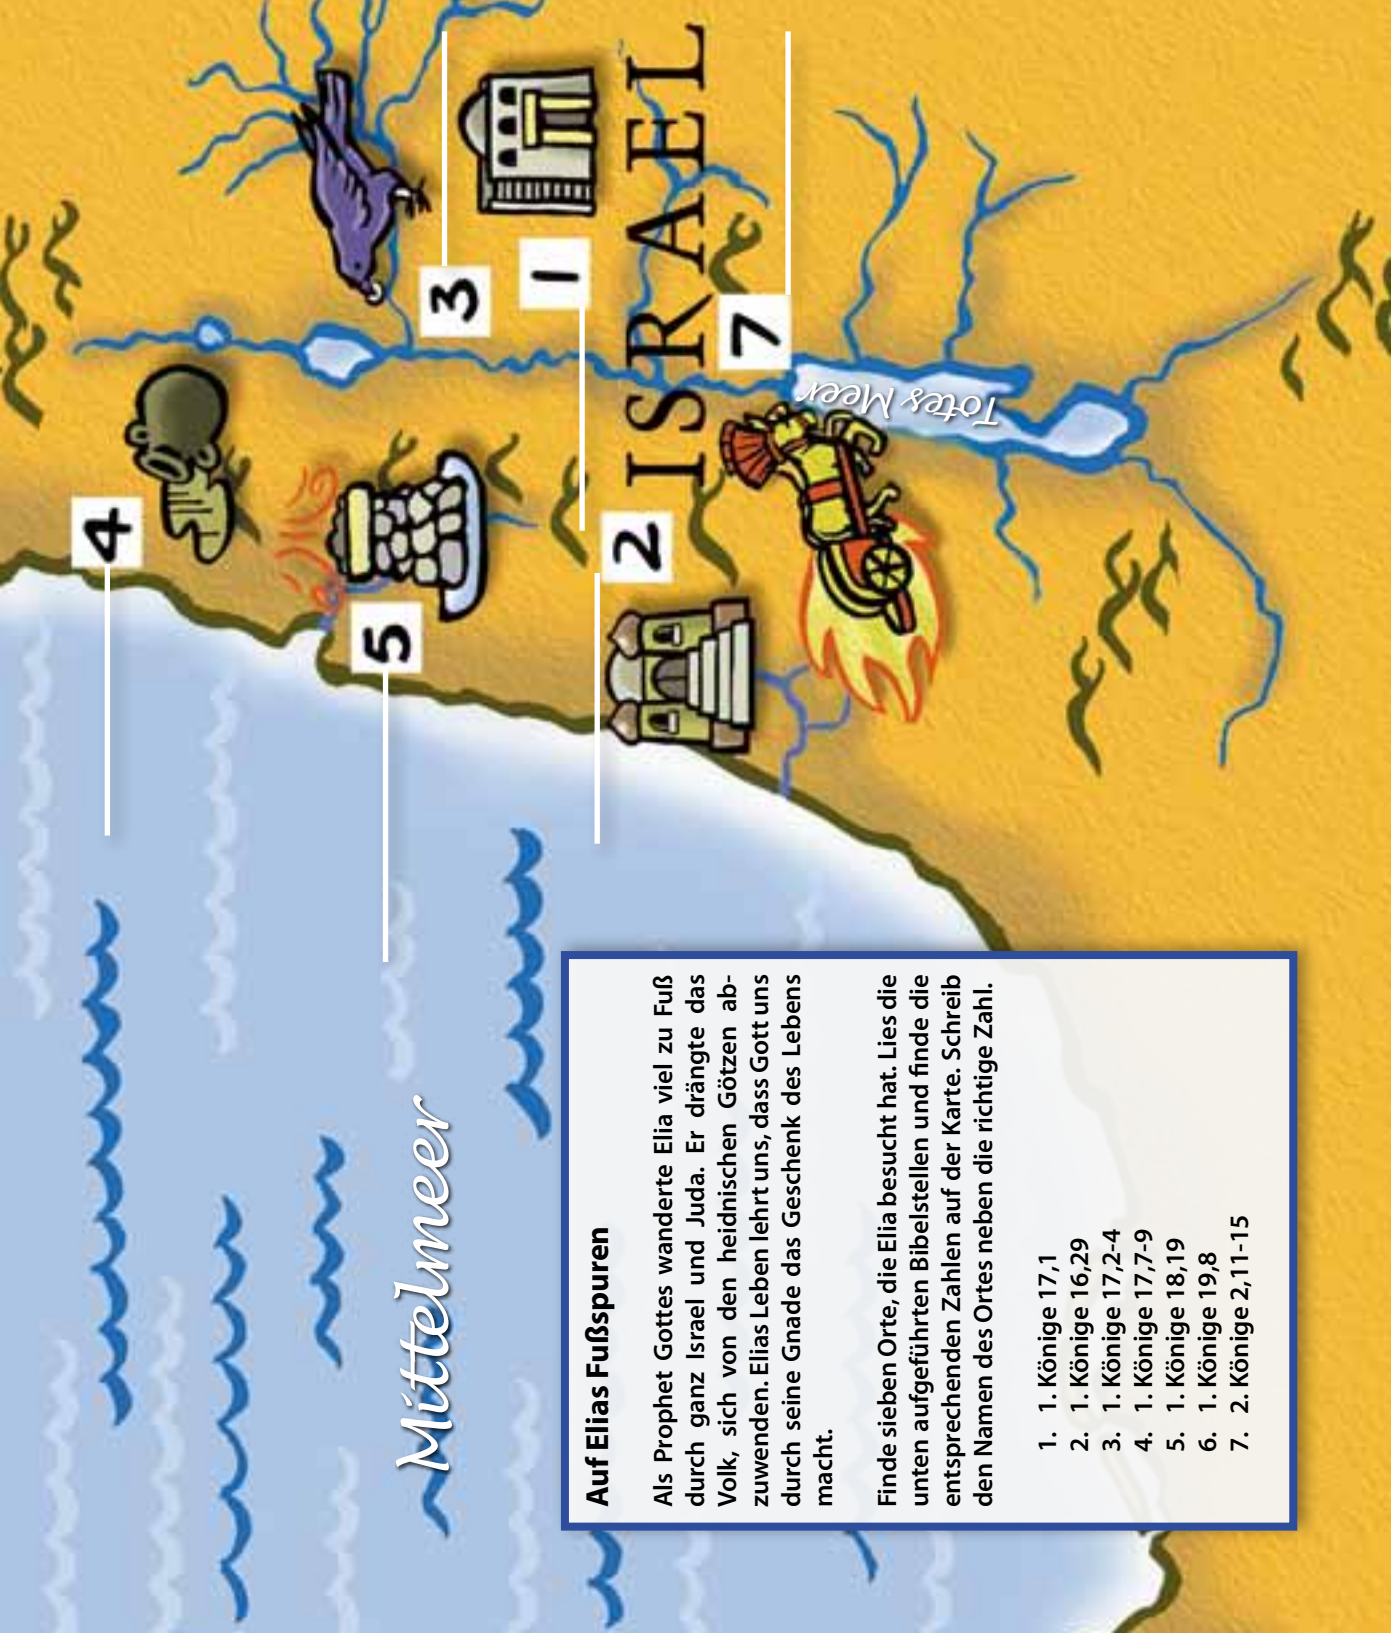 4
5
3
1
2
7
ISRAEL
Totes Meer
Mittelmeer
Auf Elias Fußspuren
Als Prophet Gottes wanderte Elia viel zu Fuß
durch ganz Israel und Juda. Er drängte das
Volk, sich von den heidnischen Götzen ab-
zuwenden. Elias Leben lehrt uns, dass Gott uns
durch seine Gnade das Geschenk des Lebens
macht.
Finde sieben Orte, die Elia besucht hat. Lies die
unten aufgeführten Bibelstellen und finde die
entsprechenden Zahlen auf der Karte. Schreib
den Namen des Ortes neben die richtige Zahl.
1. 1. Könige 17,1
2. 1. Könige 16,29
3. 1. Könige 17,2-4
4. 1. Könige 17,7-9
5. 1. Könige 18,19
6. 1. Könige 19,8
7. 2. Könige 2,11-15